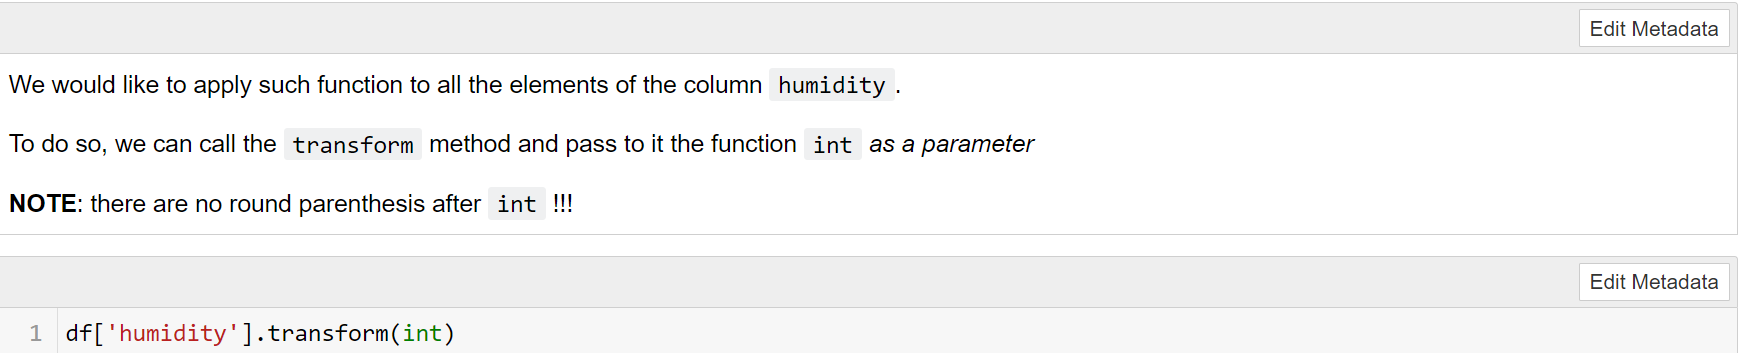 Edit Metadata
We would like to apply such function to all the elements of the column humidity.
To do so, we can call the transform method and pass to it the function int as a parameter
NOTE: there are no round parenthesis after int !!!
Edit Metadata
1 df['humidity'].transform(int)